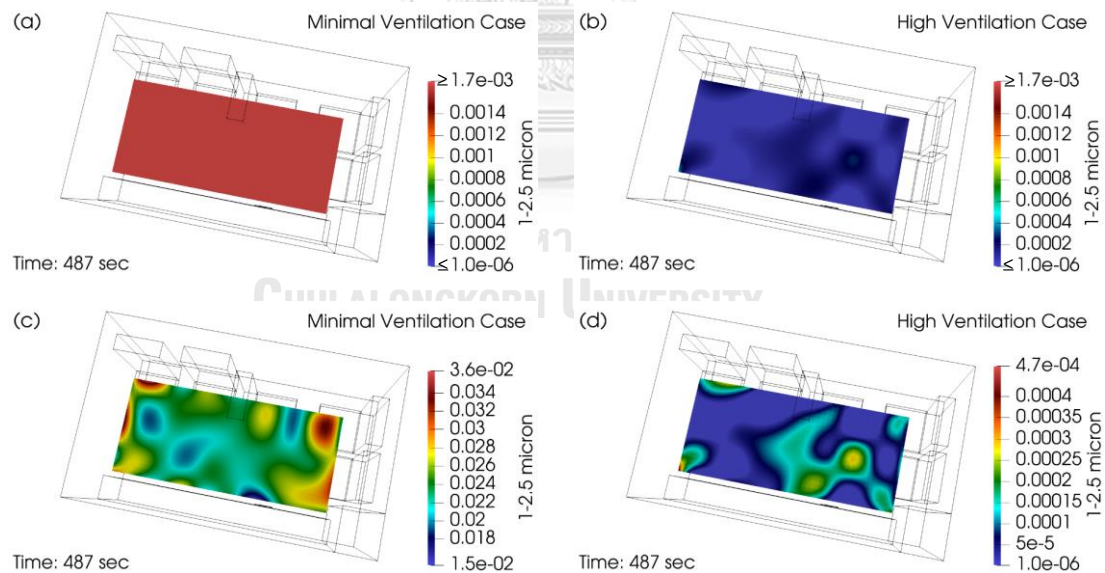 (a) Minimal Ventilation Case
≥ 1.7e-03
0.0014
0.0012
0.001
0.0008
0.0006
0.0004
0.0002
≤ 1.0e-06
1-2.5 micron
Time: 487 sec
(b) High Ventilation Case
≥ 1.7e-03
0.0014
0.0012
0.001
0.0008
0.0006
0.0004
0.0002
≤ 1.0e-06
1-2.5 micron
Time: 487 sec
CHULALONGKORN UNIVERSITY
(c) Minimal Ventilation Case
3.6e-02
0.034
0.032
0.03
0.028
0.026
0.024
0.022
0.02
0.018
1.5e-02
1-2.5 micron
Time: 487 sec
(d) High Ventilation Case
4.7e-04
0.0004
0.00035
0.0003
0.00025
0.0002
0.00015
0.0001
5e-5
1.0e-06
1-2.5 micron
Time: 487 sec